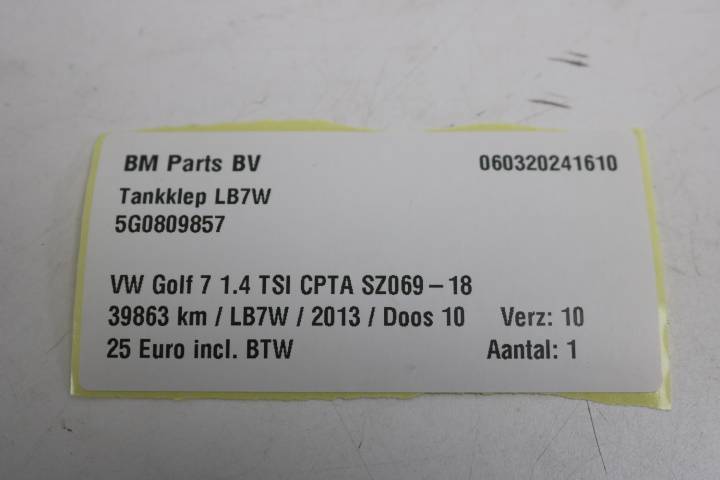 BM Parts BV 060320241610
Tankklep LB7W
5G0809857
VW Golf 7 1.4 TSI CPTA SZ069-18
39863 km / LB7W / 2013 / Doos 10 Verz: 10
25 Euro incl. BTW Aantal: 1